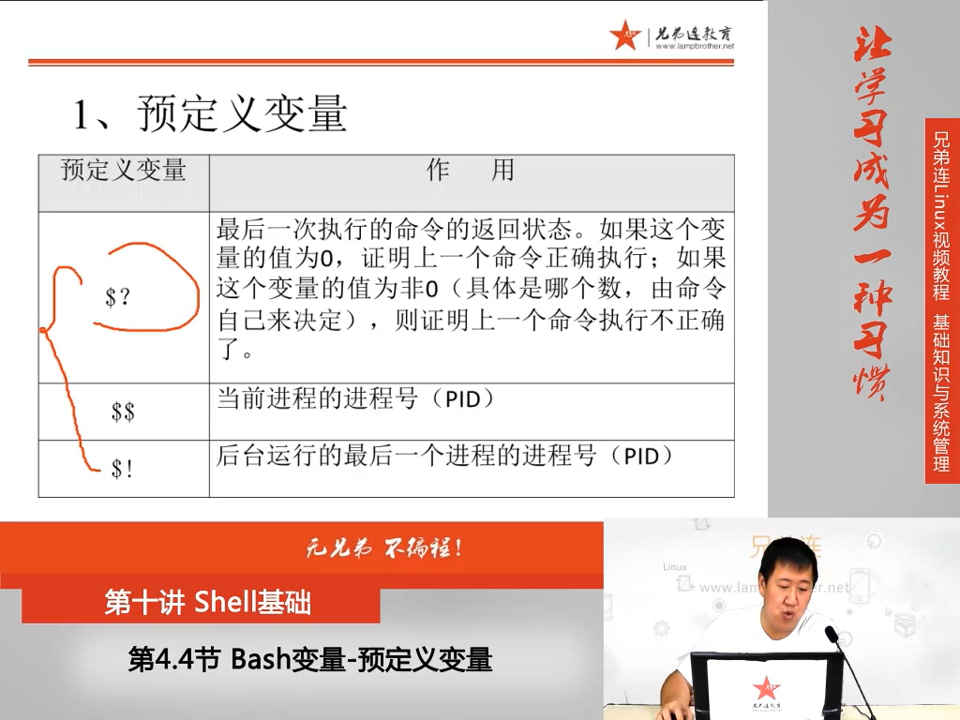 兄弟连教育
www.lampbrother.net
1、预定义变量
预定义变量
作 用
$?
最后一次执行的命令的返回状态。如果这个变
量的值为0，证明上一个命令正确执行；如果
这个变量的值为非0（具体是哪个数，由命令
自己来决定），则证明上一个命令执行不正确
了。
$$
当前进程的进程号（PID）
$!
后台运行的最后一个进程的进程号（PID）
让学习成为一种习惯
兄弟连Linux视频教程 基础知识与系统管理
无兄弟 不编程!
第十讲 Shell基础
第4.4节 Bash变量-预定义变量
Linux
兄弟连教育